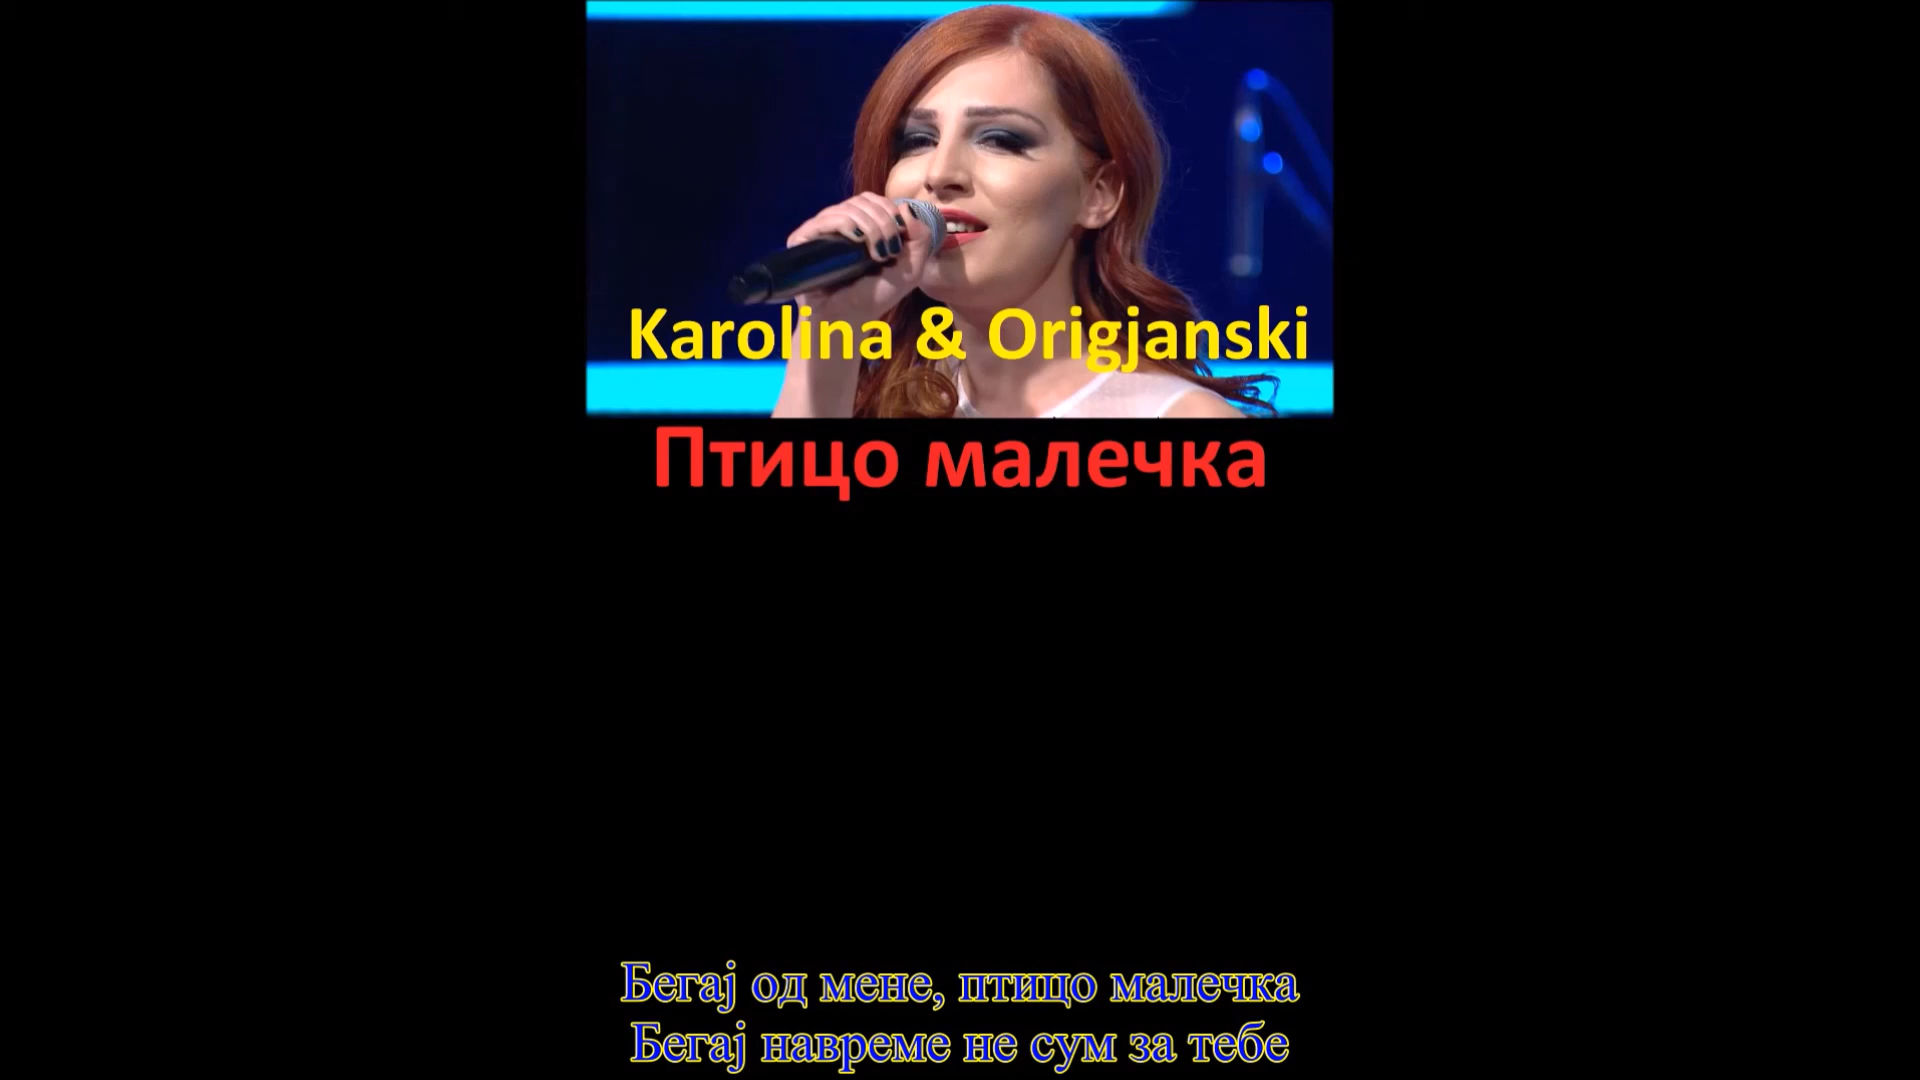 Karolina & Origjanski
Птицо малечка
Бегај од мене, птицо малечка
Бегај навреме не сум за тебе